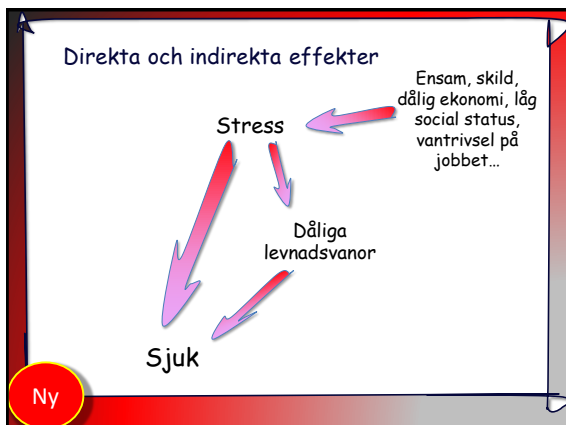 Direkta och indirekta effekter
Ensam, skild,
dålig ekonomi, låg
social status,
vantrivsel på
jobbet…
Stress
Dåliga
levnadsvanor
Sjuk
Ny